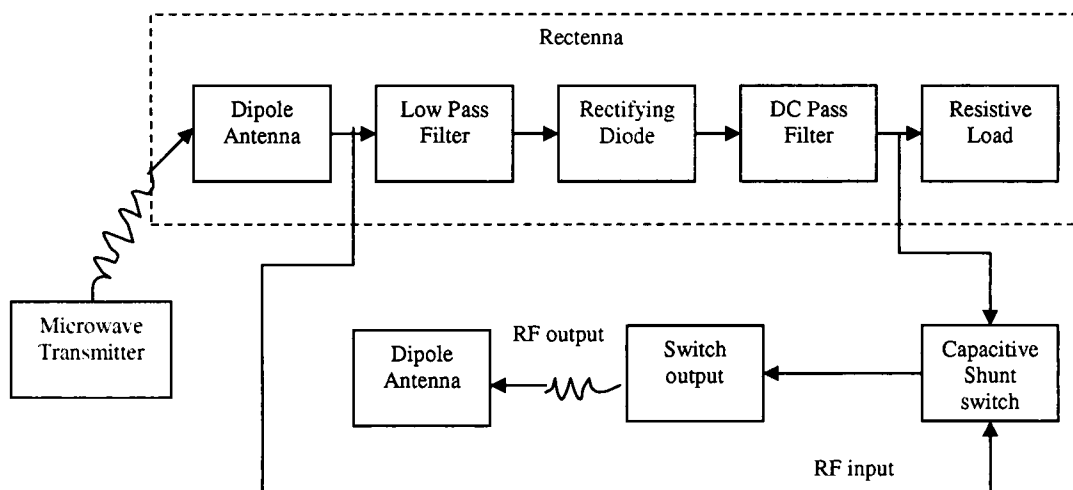 Rectenna
Dipole
Antenna
Low Pass
Filter
Rectifying
Diode
DC Pass
Filter
Resistive
Load
Microwave
Transmitter
Dipole
Antenna
RF output
Switch
output
Capacitive
Shunt
switch
RF input